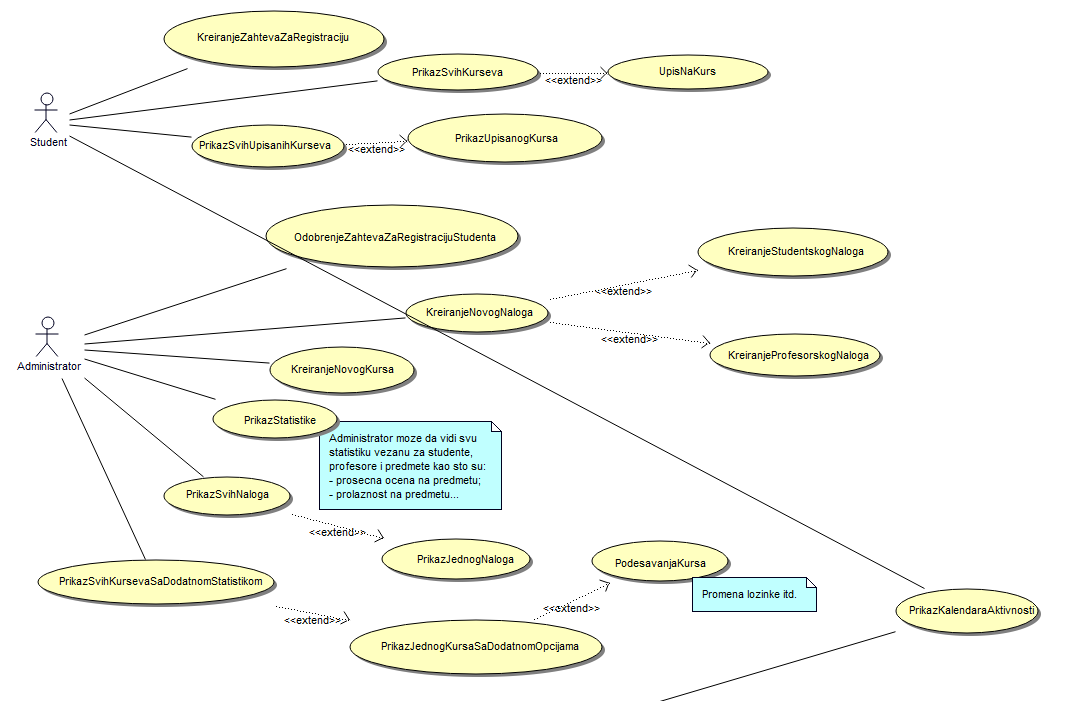 KreiranjeZahtevaZaRegistraciju
PrikazSvihKurseva
<<extend>>
UpisNaKurs
Student
PrikazSvihUpisanihKurseva
<<extend>>
PrikazUpisanogKursa
OdobrenjeZahtevaZaRegistracijuStudenta
KreiranjeStudentskogNaloga
<<extend>>
KreiranjeNovogNaloga
<<extend>>
KreiranjeProfesorskogNaloga
Administrator
KreiranjeNovogKursa
PrikazStatistike
Administrator moze da vidi svu
statistiku vezanu za studente,
profesore i predmete kao sto su:
- prosecna ocena na predmetu;
- prolaznost na predmetu...
PrikazSvihNaloga
<<extend>>
PrikazJednogNaloga
PodesavanjaKursa
PrikazSvihKursevaSaDodatnomStatistikom
Promena lozinke itd.
<<extend>>
PrikazKalendaraAktivnosti
<<extend>>
PrikazJednogKursaSaDodatnomOpcijama